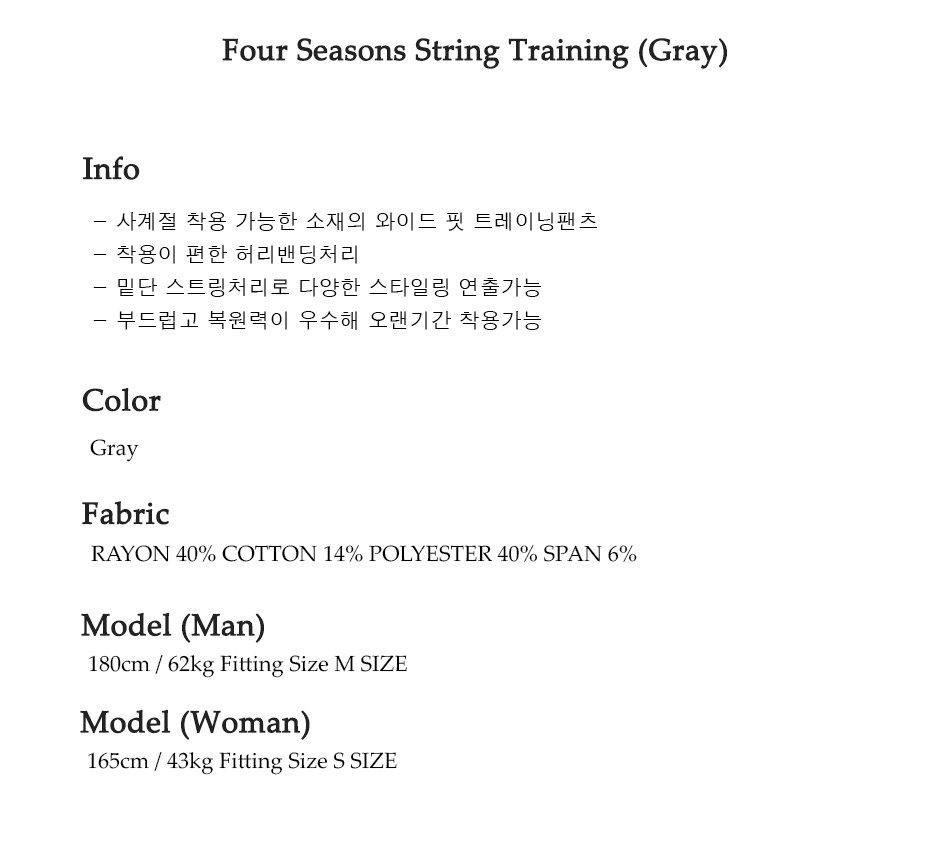 Four Seasons String Training (Gray)
Info
– 사계절 착용 가능한 소재의 와이드 핏 트레이닝팬츠
– 착용이 편한 허리밴딩처리
– 밑단 스트링처리로 다양한 스타일링 연출가능
– 부드럽고 복원력이 우수해 오랜기간 착용가능
Color
Gray
Fabric
RAYON 40% COTTON 14% POLYESTER 40% SPAN 6%
Model (Man)
180cm / 62kg Fitting Size M SIZE
Model (Woman)
165cm / 43kg Fitting Size S SIZE